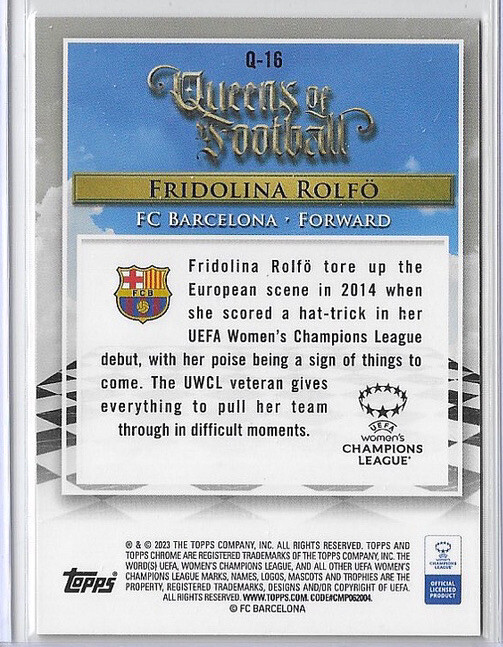 Q-16
Queens of
Football
FRIDOLINA ROLFÖ
FC BARCELONA · FORWARD
FCB
Fridolina Rolfö tore up the
European scene in 2014 when
she scored a hat-trick in her
UEFA Women's Champions League
debut, with her poise being a sign of things to
come. The UWCL veteran gives
everything to pull her team
through in difficult moments.
UEFA
WOMEN'S
CHAMPIONS
LEAGUE
® & © 2023 THE TOPPS COMPANY, INC. ALL RIGHTS RESERVED. TOPPS AND
TOPPS CHROME ARE REGISTERED TRADEMARKS OF THE TOPPS COMPANY, INC. THE
WORD(S) UEFA, WOMEN'S CHAMPIONS LEAGUE, AND ALL OTHER UEFA WOMEN'S
CHAMPIONS LEAGUE MARKS, NAMES, LOGOS, MASCOTS AND TROPHIES ARE THE
PROPERTY, REGISTERED TRADEMARKS, DESIGNS AND/OR COPYRIGHT OF UEFA.
ALL RIGHTS RESERVED. WWW.TOPPS.COM. CODE#CMP062004.
© FC BARCELONA
topps
CHAMPIONS
LEAGUE
OFFICIAL
LICENSED
PRODUCT